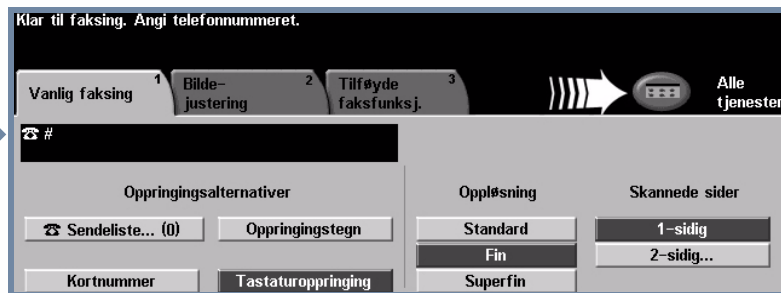 Klar til faksing. Angi telefonnummeret.
Vanlig faksing 1
Bilde-
justering 2
Tilføyde
faksfunksj. 3
Alle
tjenester
☎ #
Oppringingsalternativer
☎ Sendeliste... (0)
Oppringingstegn
Kortnummer
Tastaturoppringing
Oppløsning
Standard
Fin
Superfin
Skannede sider
1-sidig
2-sidig...